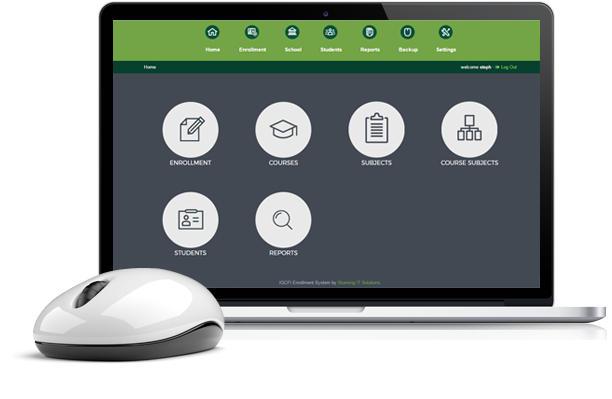 Home Enrollment School Students Reports Backup Settings
Home welcome steph Log Out
ENROLLMENT COURSES SUBJECTS COURSE SUBJECTS
STUDENTS REPORTS
Enrollment System by Stunning IT Solutions.